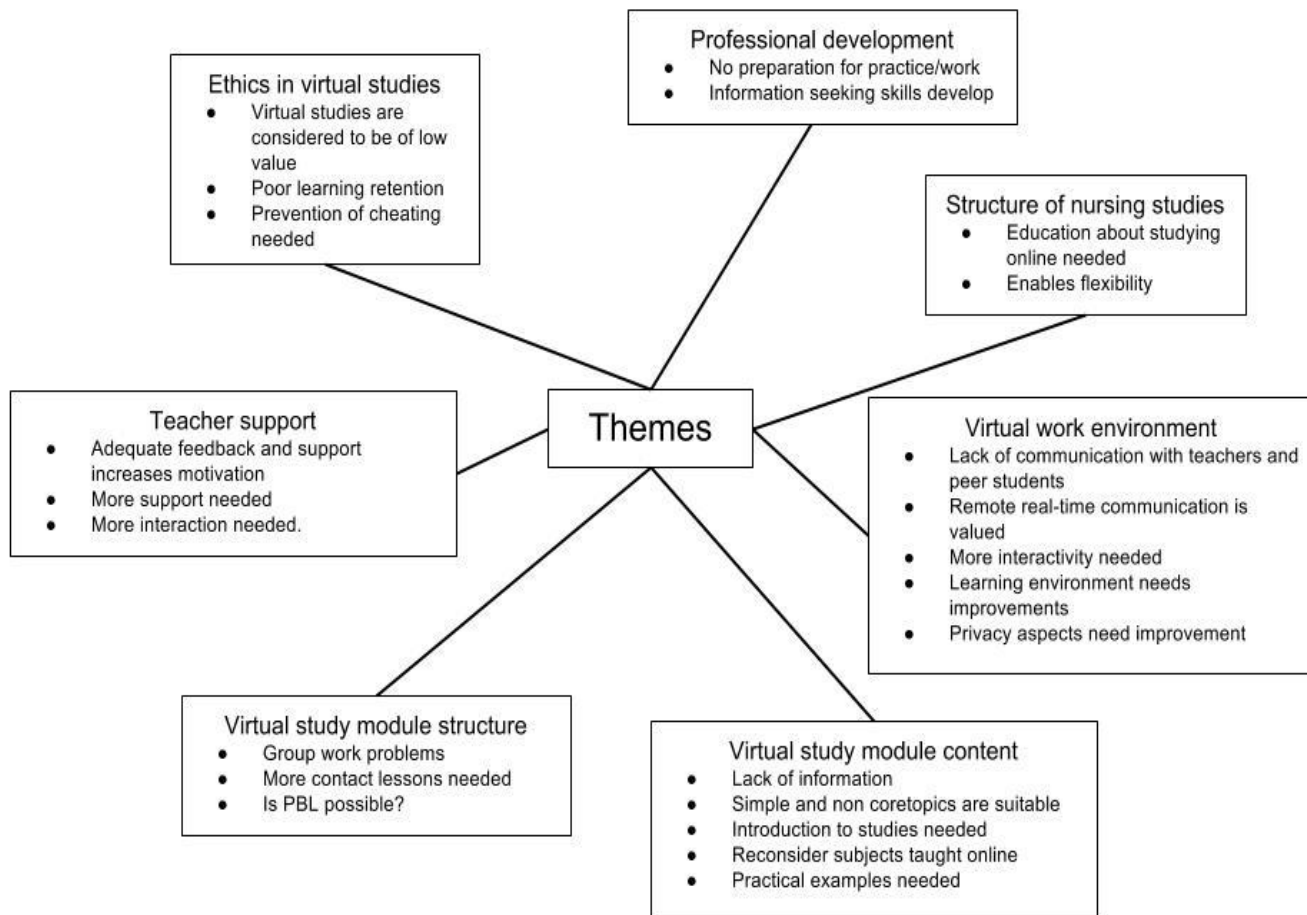 Professional development
● No preparation for practice/work
● Information seeking skills develop
Ethics in virtual studies
● Virtual studies are
considered to be of low
value
● Poor learning retention
● Prevention of cheating
needed
Structure of nursing studies
● Education about studying
online needed
● Enables flexibility
Themes
Teacher support
● Adequate feedback and support
increases motivation
● More support needed
● More interaction needed.
Virtual work environment
● Lack of communication with teachers and
peer students
● Remote real-time communication is
valued
● More interactivity needed
● Learning environment needs
improvements
● Privacy aspects need improvement
Virtual study module structure
● Group work problems
● More contact lessons needed
● Is PBL possible?
Virtual study module content
● Lack of information
● Simple and non coretopics are suitable
● Introduction to studies needed
● Reconsider subjects taught online
● Practical examples needed